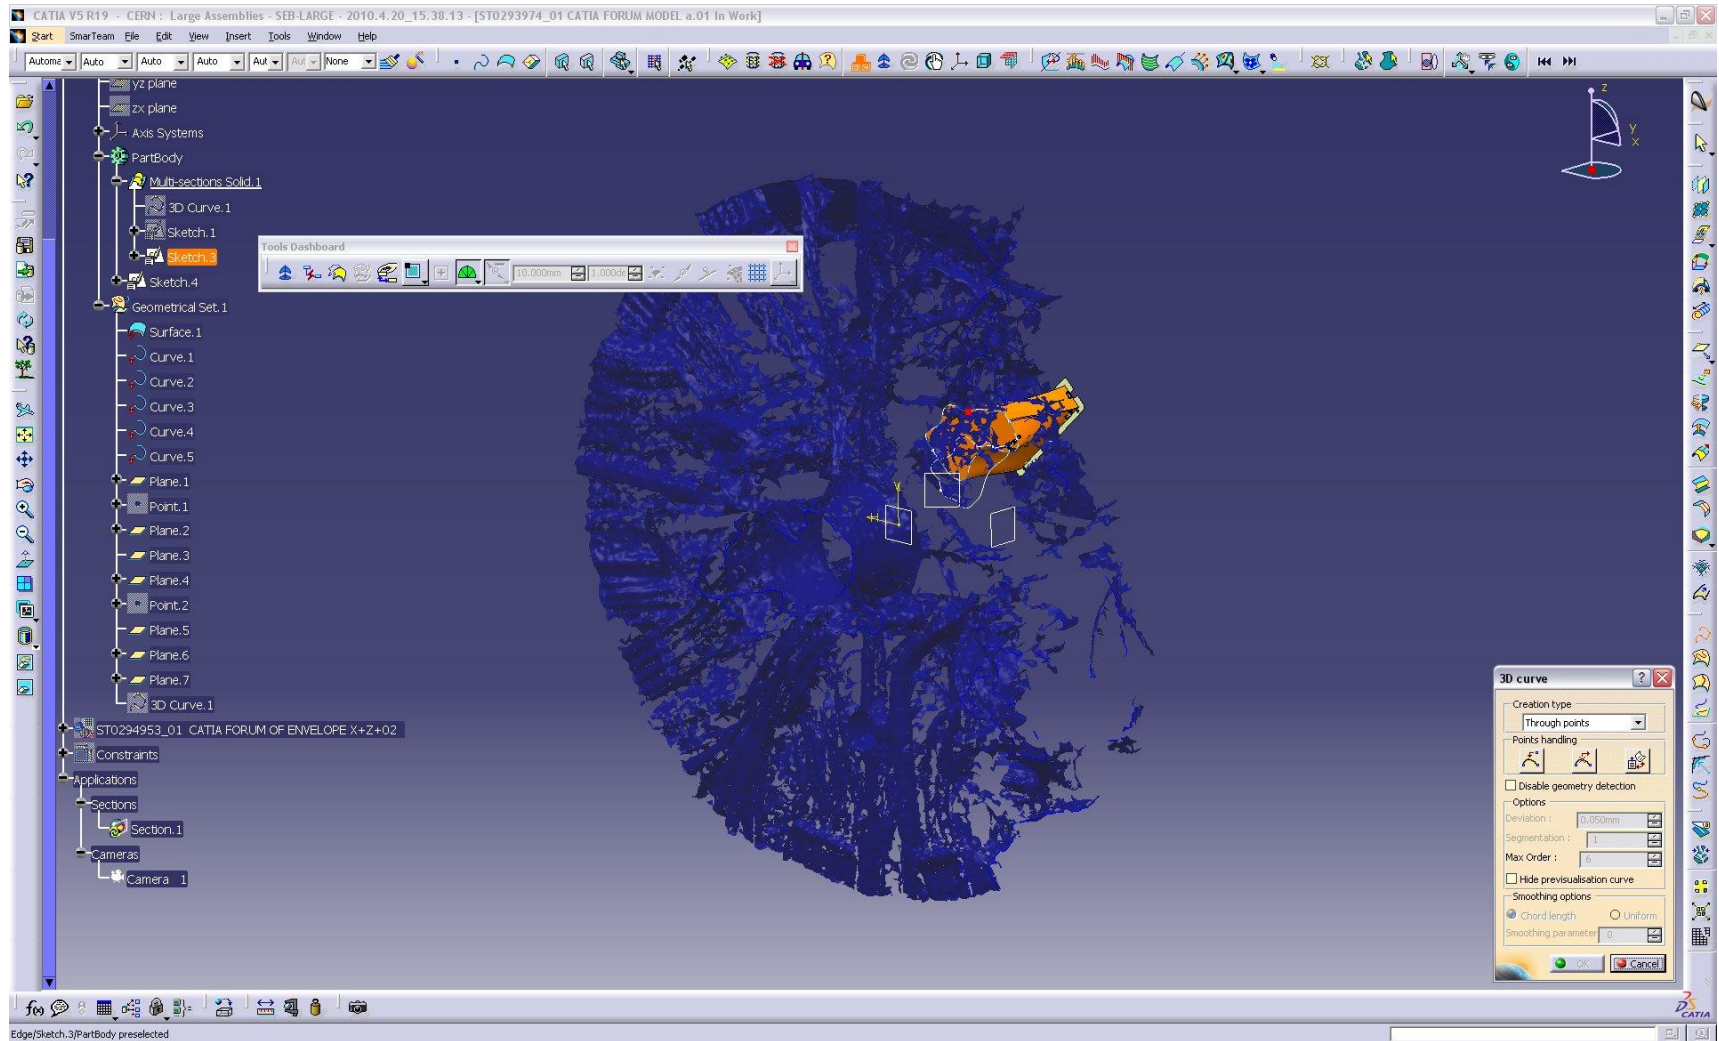 CATIA V5 R19 - CERN : Large Assemblies - SEB-LARGE - 2010.4.20_15.38.13 - [ST0293974_01 CATIA FORUM MODEL a.01 In Work]
Start SmarTeam File Edit View Insert Tools Window Help
Auto Auto Auto Aut Aut None
z
y
x
yz plane
zx plane
Axis Systems
PartBody
Multi-sections Solid.1
3D Curve.1
Sketch.1
Sketch.3
Sketch.4
Tools Dashboard
10.000mm 1.000de
Geometrical Set.1
Surface.1
Curve.1
Curve.2
Curve.3
Curve.4
Curve.5
Plane.1
Point.1
Plane.2
Plane.3
Plane.4
Point.2
Plane.5
Plane.6
Plane.7
3D Curve.1
ST0294953_01 CATIA FORUM OF ENVELOPE X+Z+02
Constraints
Applications
Sections
Section.1
Cameras
Camera 1
3D curve
Creation type
Through points
Points handling
Disable geometry detection
Options
Deviation : 0.050mm
Segmentation : 1
Max Order : 6
Hide previsualisation curve
Smoothing options
Chord length Uniform
Smoothing parameter 0
OK Cancel
f(x)
CATIA
Edge/Sketch.3/PartBody preselected